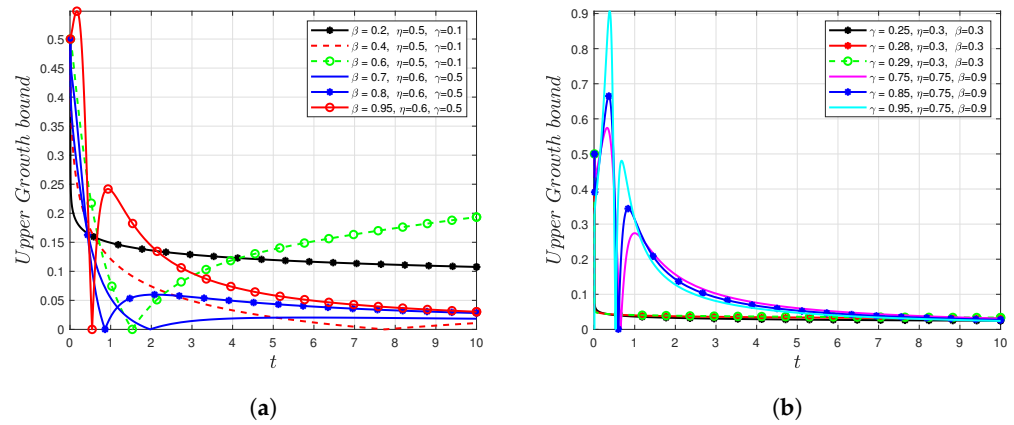 Upper Growth bound
0.5
0.45
0.4
0.35
0.3
0.25
0.2
0.15
0.1
0.05
0
0 1 2 3 4 5 6 7 8 9 10
t
β = 0.2, η=0.5, γ=0.1
β = 0.4, η=0.5, γ=0.1
β = 0.6, η=0.5, γ=0.1
β = 0.7, η=0.6, γ=0.5
β = 0.8, η=0.6, γ=0.5
β = 0.95, η=0.6, γ=0.5
(a)
Upper Growth bound
0.9
0.8
0.7
0.6
0.5
0.4
0.3
0.2
0.1
0
0 1 2 3 4 5 6 7 8 9 10
t
γ = 0.25, η=0.3, β=0.3
γ = 0.28, η=0.3, β=0.3
γ = 0.29, η=0.3, β=0.3
γ = 0.75, η=0.75, β=0.9
γ = 0.85, η=0.75, β=0.9
γ = 0.95, η=0.75, β=0.9
(b)